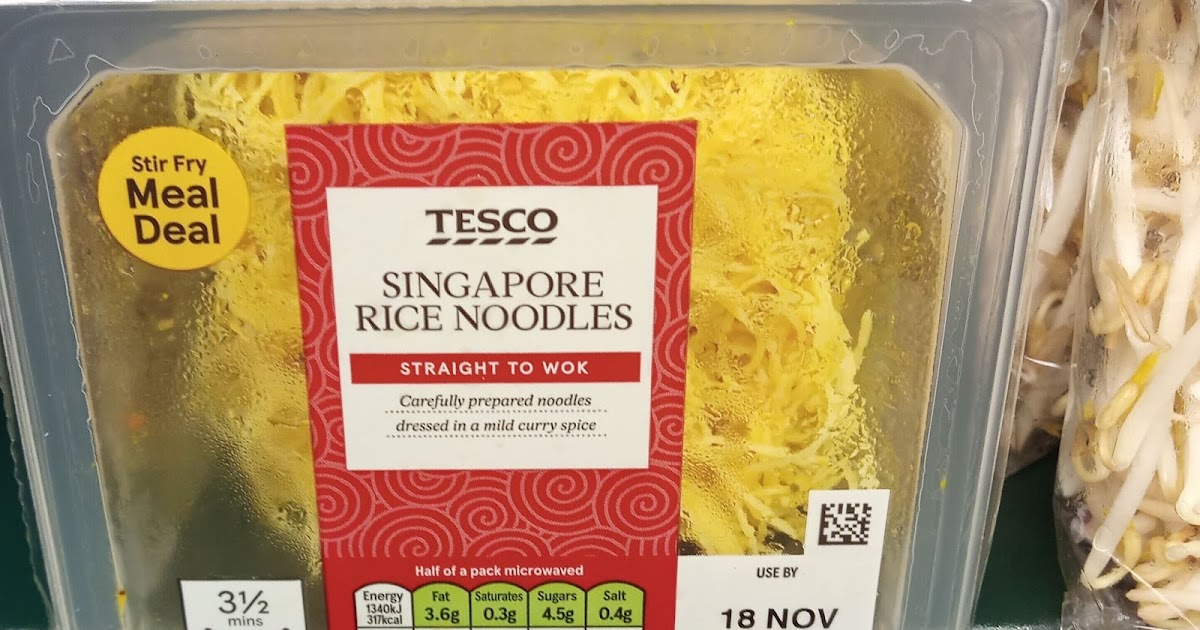 Stir Fry
Meal
Deal
TESCO
SINGAPORE
RICE NOODLES
STRAIGHT TO WOK
Carefully prepared noodles
dressed in a mild curry spice
Half of a pack microwaved
Energy
1340kJ
317kcal
Fat
3.6g
Saturates
0.3g
Sugars
4.5g
Salt
0.4g
3½
mins
USE BY
18 NOV